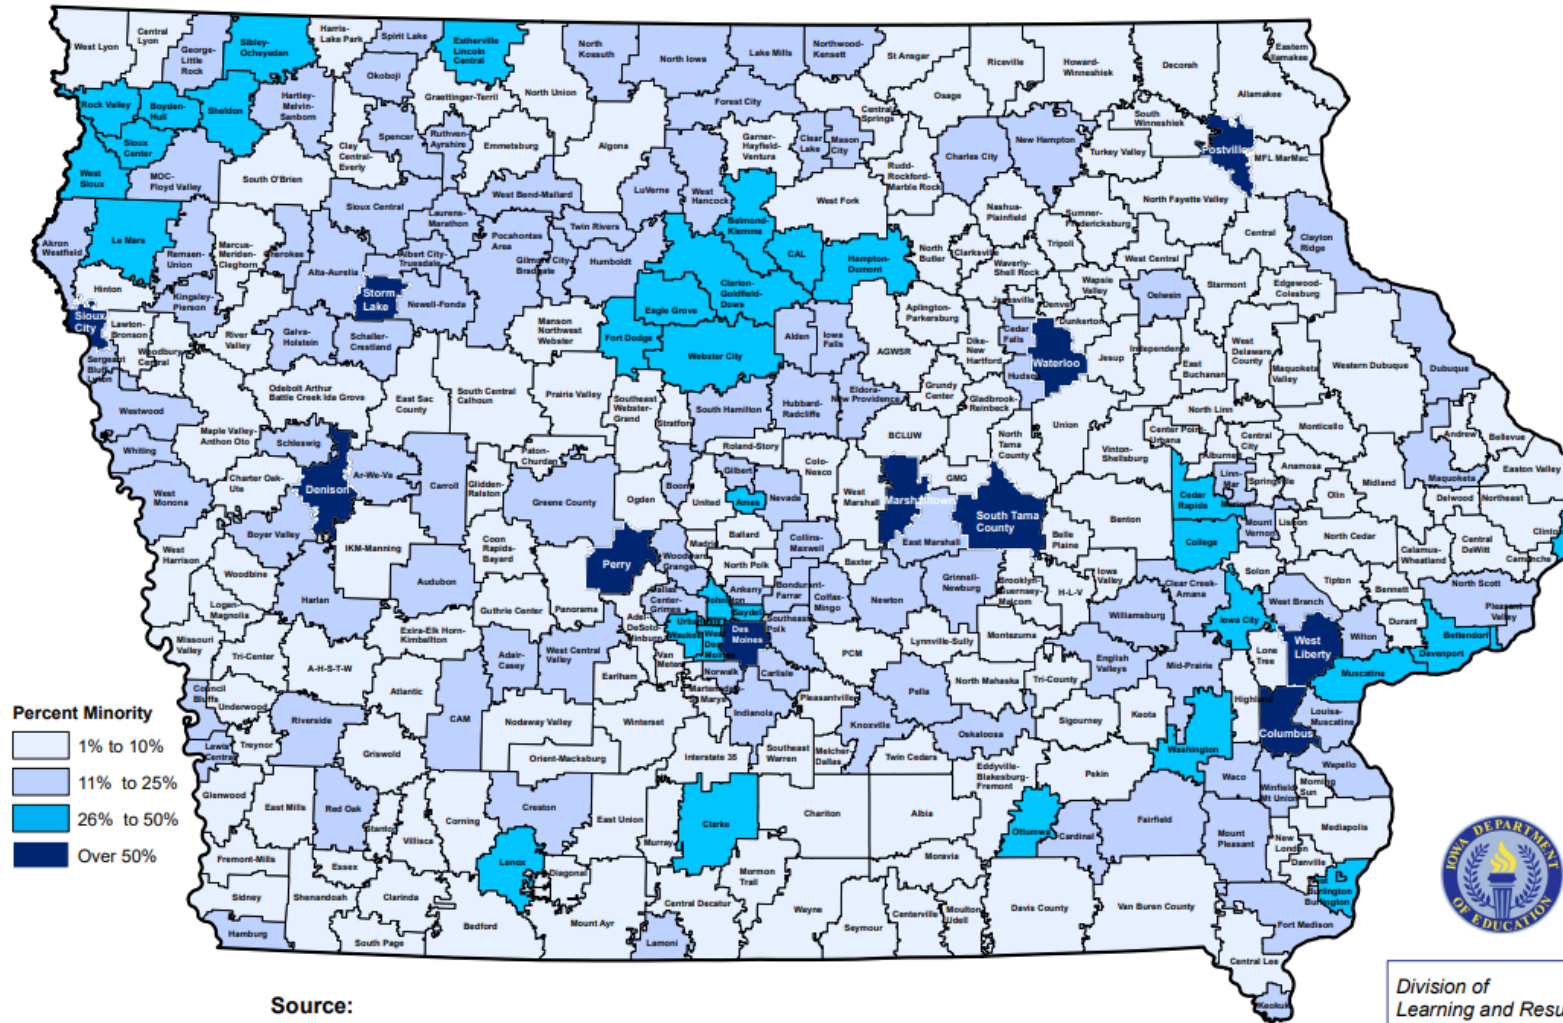 West Lyon
Central
Lyon
George-
Little
Rock
Sibley-
Ocheyedan
Harris-
Lake Park
Spirit Lake
Okoboji
Estherville
Lincoln
Central
Graettinger-Terril
North Union
North
Kossuth
North Iowa
Lake Mills
Northwood-
Kensett
St Ansgar
Riceville
Howard-
Winneshiek
Decorah
Eastern
Allamakee
Allamakee
Rock Valley
Boyden-
Hull
Sheldon
Hartley-
Melvin-
Sanborn
Spencer
Ruthven-
Ayrshire
Emmetsburg
Algona
Forest City
Garner-
Hayfield-
Ventura
Clear
Lake
Mason
City
Central
Springs
Osage
Charles City
New Hampton
South
Winneshiek
Turkey Valley
Postville
MFL MarMac
Sioux
Center
West
Sioux
MOC-
Floyd Valley
South O'Brien
Clay
Central-
Everly
Sioux Central
West Bend-Mallard
LuVerne
West
Hancock
Belmond-
Klemme
West Fork
Rudd-
Rockford-
Marble Rock
Nashua-
Plainfield
Sumner-
Fredericksburg
North Fayette Valley
Central
Clayton
Ridge
Akron
Westfield
Le Mars
Remsen-
Union
Marcus-
Meriden-
Cleghorn
Cherokee
Alta-Aurelia
Storm
Lake
Laurens-
Marathon
Albert City-
Truesdale
Newell-Fonda
Pocahontas
Area
Gilmore City-
Bradgate
Twin Rivers
Humboldt
Clarion-
Goldfield-
Dows
CAL
Hampton-
Dumont
North
Butler
Clarksville
Waverly-
Shell Rock
Tripoli
West Central
Wapsie
Valley
Oelwein
Starmont
Edgewood-
Colesburg
Hinton
Kingsley-
Pierson
Sioux
City
Lawton-
Bronson
Woodbury
Central
Sergeant
Bluff
Luton
River
Valley
Galva-
Holstein
Schaller-
Crestland
Manson
Northwest
Webster
Eagle Grove
Fort Dodge
Webster City
Alden
Iowa
Falls
AGWSR
Aplington-
Parkersburg
Dike-
New
Hartford
Janesville
Denver
Cedar
Falls
Hudson
Waterloo
Dunkerton
Jesup
Independence
East
Buchanan
West
Delaware
County
Maquoketa
Valley
Western Dubuque
Dubuque
Westwood
Whiting
Maple Valley-
Anthon Oto
Odebolt Arthur
Battle Creek Ida Grove
East Sac
County
South Central
Calhoun
Prairie Valley
Southeast
Webster-
Grand
Stratford
South Hamilton
Hubbard-
Radcliffe
Eldora-
New Providence
Grundy
Center
Gladbrook-
Reinbeck
BCLUW
North
Tama
County
Union
Vinton-
Shellsburg
Center Point-
Urbana
North Linn
Central
City
Alburnett
Monticello
Anamosa
Andrew
Bellevue
Easton Valley
Maquoketa
West
Monona
Charter Oak-
Ute
Schleswig
Denison
Ar-We-Va
Carroll
Glidden-
Ralston
Paton-
Churdan
Greene County
Ogden
Boone
United
Gilbert
Ames
Roland-Story
Nevada
Colo-
Nesco
West
Marshall
Marshalltown
GMG
South Tama
County
East Marshall
Belle
Plaine
Benton
Cedar
Rapids
Linn-
Mar
Marion
Springville
Olin
Midland
Delwood
Northeast
Mount
Vernon
Lisbon
North Cedar
Calamus-
Wheatland
Central
DeWitt
Clinton
Camanche
West
Harrison
Boyer Valley
Woodbine
Logan-
Magnolia
Missouri
Valley
IKM-Manning
Harlan
Audubon
Coon
Rapids-
Bayard
Guthrie Center
Panorama
Perry
Woodward
Granger
Madrid
Ballard
North Polk
Collins-
Maxwell
Baxter
Bondurant-
Farrar
Colfax-
Mingo
Newton
Grinnell-
Newburg
Brooklyn-
Guernsey-
Malcom
H-L-V
Iowa
Valley
Williamsburg
College
Clear Creek-
Amana
Solon
Iowa City
West Branch
Tipton
Bennett
Durant
North Scott
Pleasant
Valley
Bettendorf
Davenport
Dallas
Center-
Grimes
Johnston
Ankeny
Saydel
Urbandale
Waukee
West
Des
Moines
Des
Moines
Southeast
Polk
Adel-
DeSoto-
Minburn
Van
Meter
Norwalk
Carlisle
Martensdale-
St Marys
Exira-Elk Horn-
Kimballton
Tri-Center
A-H-S-T-W
Atlantic
Adair-
Casey
West Central
Valley
Earlham
Winterset
Indianola
Pleasantville
PCM
Lynnville-Sully
Montezuma
Pella
North Mahaska
Tri-County
English
Valleys
Mid-Prairie
Lone
Tree
West
Liberty
Wilton
Muscatine
Highland
Louisa-
Muscatine
Columbus
Council
Bluffs
Underwood
Riverside
Lewis
Central
Treynor
Griswold
CAM
Nodaway Valley
Orient-Macksburg
Interstate 35
Southeast
Warren
Melcher-
Dallas
Knoxville
Twin Cedars
Oskaloosa
Eddyville-
Blakesburg-
Fremont
Sigourney
Keota
Pekin
Washington
Waco
Winfield-
Mt Union
Wapello
Morning
Sun
Mediapolis
Glenwood
East Mills
Red Oak
Stanton
Villisca
Corning
Creston
East Union
Murray
Clarke
Chariton
Albia
Ottumwa
Cardinal
Fairfield
Mount
Pleasant
New
London
Danville
West
Burlington
Burlington
Fremont-Mills
Essex
Sidney
Shenandoah
Clarinda
Hamburg
South Page
Bedford
Lenox
Diagonal
Mount Ayr
Central Decatur
Lamoni
Mormon
Trail
Wayne
Seymour
Centerville
Moravia
Moulton
Udell
Davis County
Van Buren County
Fort Madison
Central Lee
Keokuk
Percent Minority
1% to 10%
11% to 25%
26% to 50%
Over 50%
Source:
IOWA DEPARTMENT
OF EDUCATION
Division of
Learning and Resu